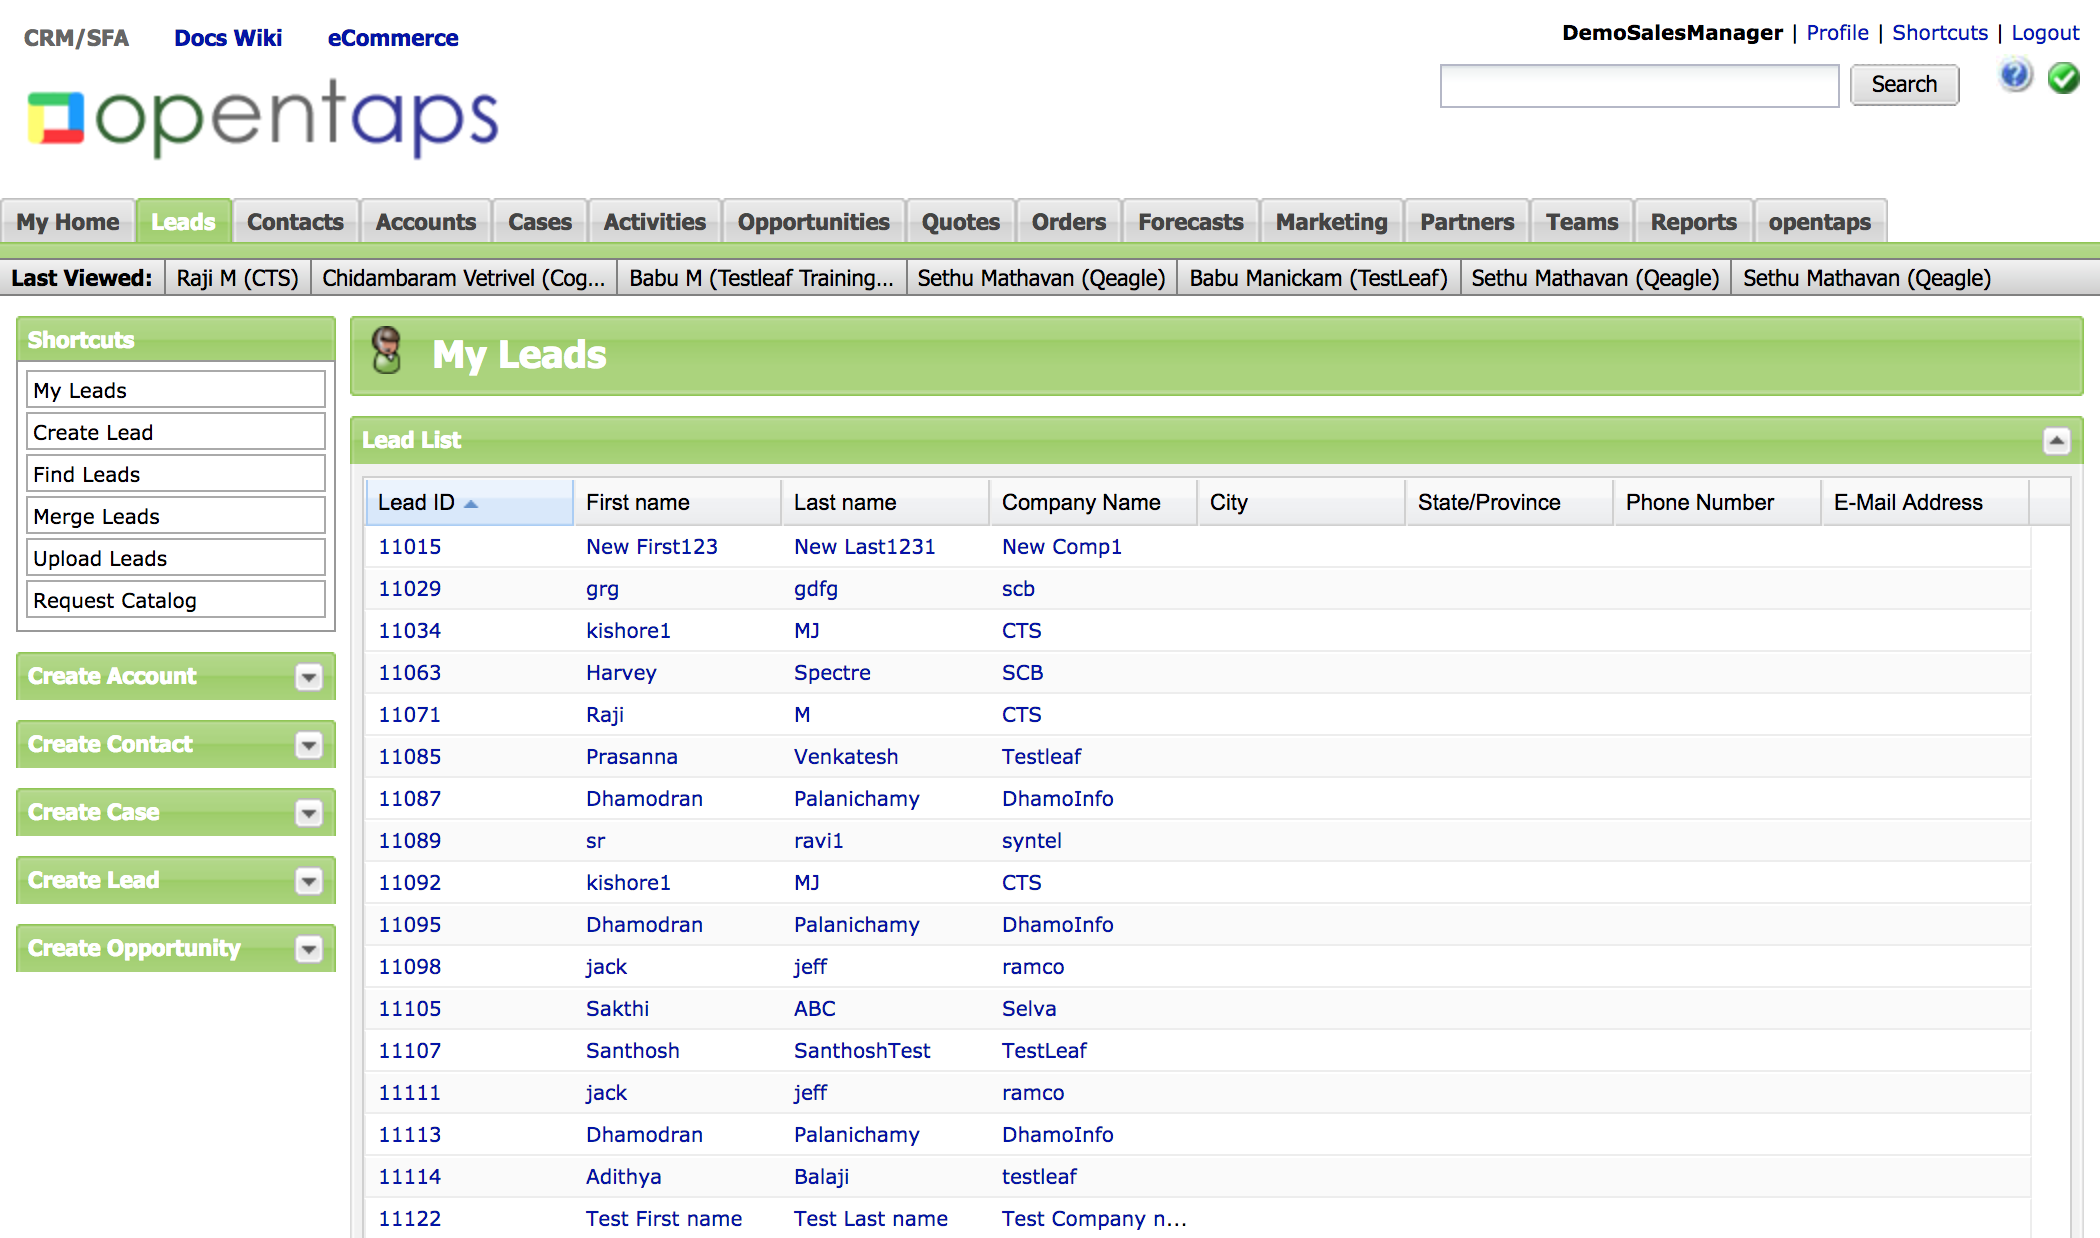 CRM/SFA Docs Wiki eCommerce
DemoSalesManager | Profile | Shortcuts | Logout
Search
opentaps
My Home Leads Contacts Accounts Cases Activities Opportunities Quotes Orders Forecasts Marketing Partners Teams Reports opentaps
Last Viewed: Raji M (CTS) Chidambaram Vetrivel (Cog... Babu M (Testleaf Training... Sethu Mathavan (Qeagle) Babu Manickam (TestLeaf) Sethu Mathavan (Qeagle) Sethu Mathavan (Qeagle)
Shortcuts
My Leads
Create Lead
Find Leads
Merge Leads
Upload Leads
Request Catalog
Create Account
Create Contact
Create Case
Create Lead
Create Opportunity
My Leads
Lead List
Lead ID First name Last name Company Name City State/Province Phone Number E-Mail Address
11015 New First123 New Last1231 New Comp1
11029 grg gdfg scb
11034 kishore1 MJ CTS
11063 Harvey Spectre SCB
11071 Raji M CTS
11085 Prasanna Venkatesh Testleaf
11087 Dhamodran Palanichamy DhamoInfo
11089 sr ravi1 syntel
11092 kishore1 MJ CTS
11095 Dhamodran Palanichamy DhamoInfo
11098 jack jeff ramco
11105 Sakthi ABC Selva
11107 Santhosh SanthoshTest TestLeaf
11111 jack jeff ramco
11113 Dhamodran Palanichamy DhamoInfo
11114 Adithya Balaji testleaf
11122 Test First name Test Last name Test Company n...